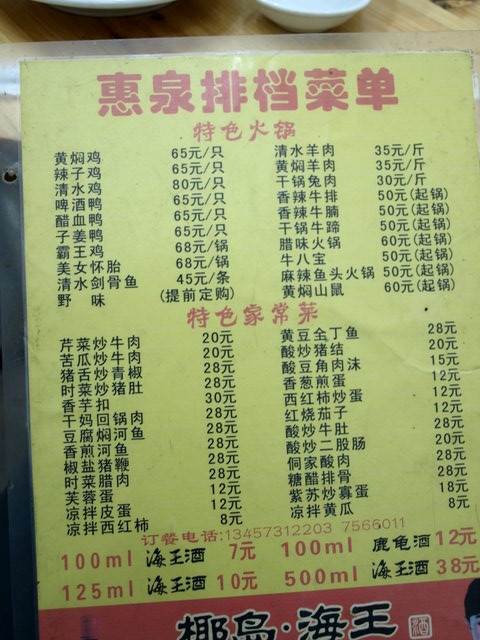 惠泉排档菜单
特色火锅
黄焖鸡 65元/只
辣子鸡 65元/只
清水鸡 80元/只
啤酒鸭 65元/只
醋血鸭 65元/只
子姜鸭 65元/只
霸王鸡 68元/锅
美女怀胎 68元/锅
清水剑骨鱼 45元/条
野味 (提前定购)
清水羊肉 35元/斤
黄焖羊肉 35元/斤
干锅兔肉 30元/斤
香辣牛排 50元(起锅)
香辣牛腩 50元(起锅)
干锅牛蹄 50元(起锅)
腊味火锅 60元(起锅)
牛八宝 50元(起锅)
麻辣鱼头火锅 50元(起锅)
黄焖山鼠 60元(起锅)
特色家常菜
芹菜炒牛肉 20元
苦瓜炒牛肉 20元
猪舌炒青椒 28元
时菜炒猪肚 28元
香芋扣 30元
干妈回锅肉 28元
豆腐焖河鱼 28元
香煎河鱼 28元
椒盐猪鞭 28元
时菜腊肉 28元
芙蓉蛋 12元
凉拌皮蛋 12元
凉拌西红柿 8元
黄豆全丁鱼 28元
酸炒猪结 20元
酸豆角肉沫 15元
香葱煎蛋 12元
西红柿炒蛋 12元
红烧茄子 12元
酸炒牛肚 28元
酸炒二股肠 20元
侗家酸肉 28元
糖醋排骨 28元
紫苏炒寡蛋 18元
凉拌黄瓜 8元
订餐电话:13457312203 7566011
100ml 海王酒 7元 100ml 鹿龟酒 12元
125ml 海王酒 10元 500ml 海王酒 38元
椰岛·海王 酒